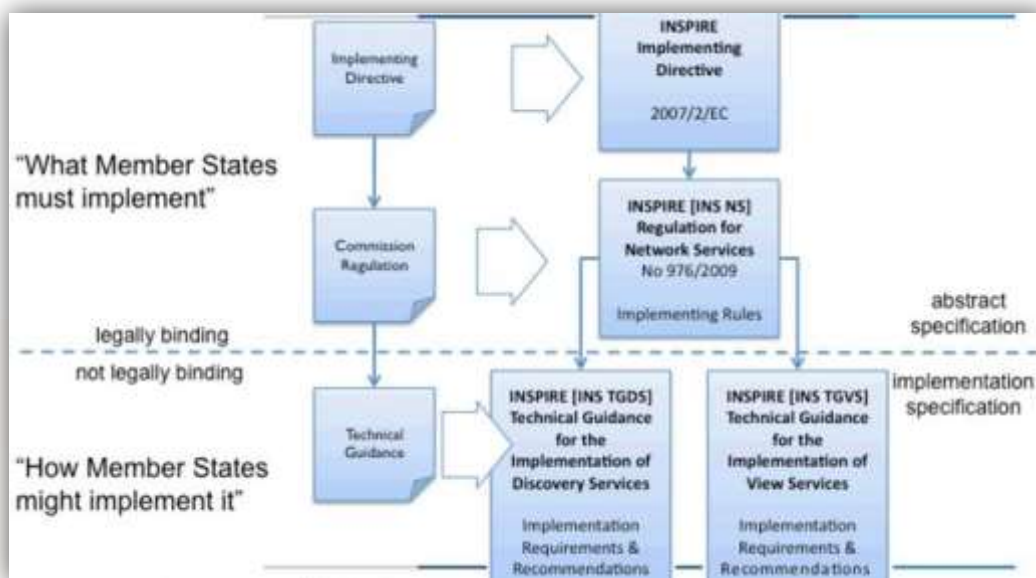 Implementing
Directive
INSPIRE
Implementing
Directive
2007/2/EC
“What Member States
must implement”
Commission
Regulation
INSPIRE [INS NS]
Regulation for
Network Services
No 976/2009
Implementing Rules
legally binding
abstract
specification
not legally binding
implementation
specification
“How Member States
might implement it”
Technical
Guidance
INSPIRE [INS TGDS]
Technical Guidance
for the
Implementation of
Discovery Services
Implementation
Requirements &
Recommendations
INSPIRE [INS TGVS]
Technical Guidance
for the
Implementation of
View Services
Implementation
Requirements &
Recommendations